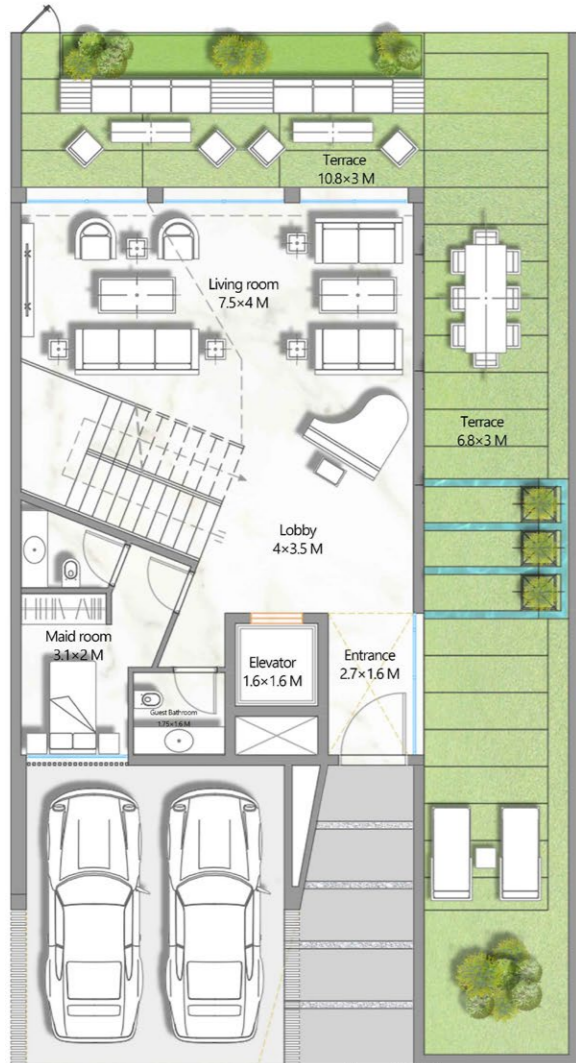 Terrace
10.8×3 M
Living room
7.5×4 M
Terrace
6.8×3 M
Lobby
4×3.5 M
Maid room
3.1×2 M
Elevator
1.6×1.6 M
Entrance
2.7×1.6 M
Guest Bathroom
1.75×1.6 M